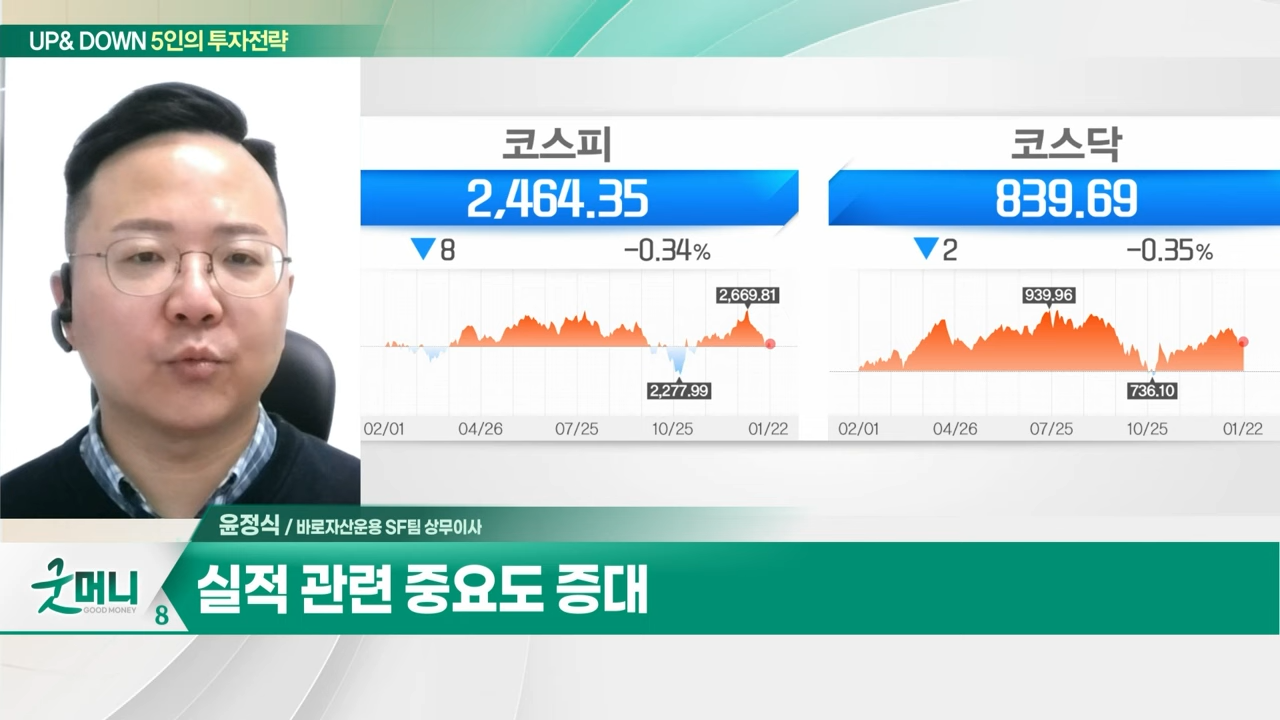 UP& DOWN 5인의 투자전략
코스피
2,464.35
▼8 -0.34%
2,669.81
2,277.99
02/01 04/26 07/25 10/25 01/22
코스닥
839.69
▼2 -0.35%
939.96
736.10
02/01 04/26 07/25 10/25 01/22
윤정식 / 바로자산운용 SF팀 상무이사
굿머니
GOOD MONEY
8
실적 관련 중요도 증대